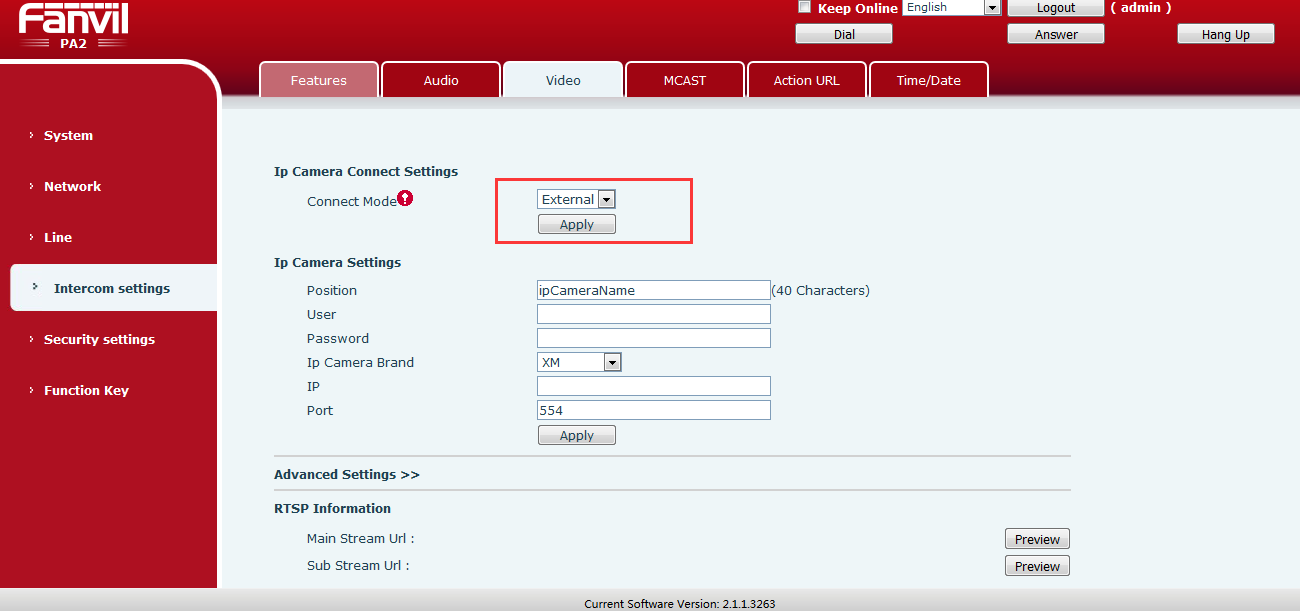 Fanvil
PA2
Keep Online English Logout ( admin )
Dial Answer Hang Up
Features Audio Video MCAST Action URL Time/Date
System
Network
Line
Intercom settings
Security settings
Function Key
Ip Camera Connect Settings
Connect Mode External
Apply
Ip Camera Settings
Position ipCameraName (40 Characters)
User
Password
Ip Camera Brand XM
IP
Port 554
Apply
Advanced Settings >>
RTSP Information
Main Stream Url : Preview
Sub Stream Url : Preview
Current Software Version: 2.1.1.3263